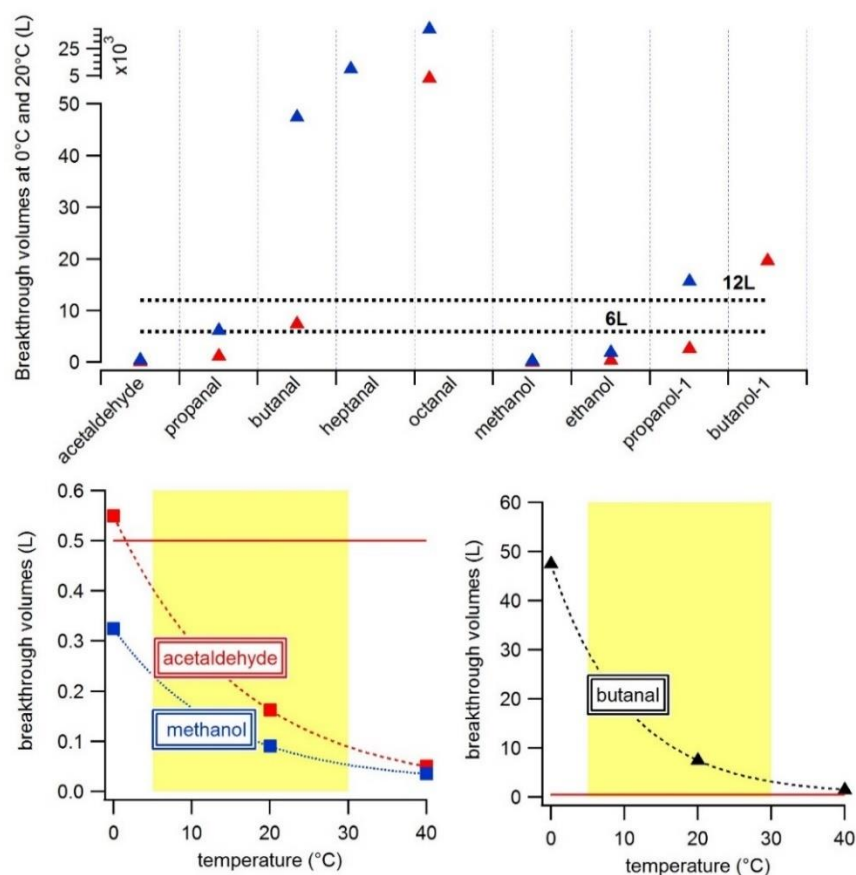 Breakthrough volumes at 0°C and 20°C (L)
x10³
25
5
50
40
30
20
10
0
12L
6L
acetaldehyde
propanal
butanal
heptanal
octanal
methanol
ethanol
propanol-1
butanol-1
breakthrough volumes (L)
0.6
0.5
0.4
0.3
0.2
0.1
0.0
acetaldehyde
methanol
0 10 20 30 40
temperature (°C)
breakthrough volumes (L)
60
50
40
30
20
10
0
butanal
0 10 20 30 40
temperature (°C)